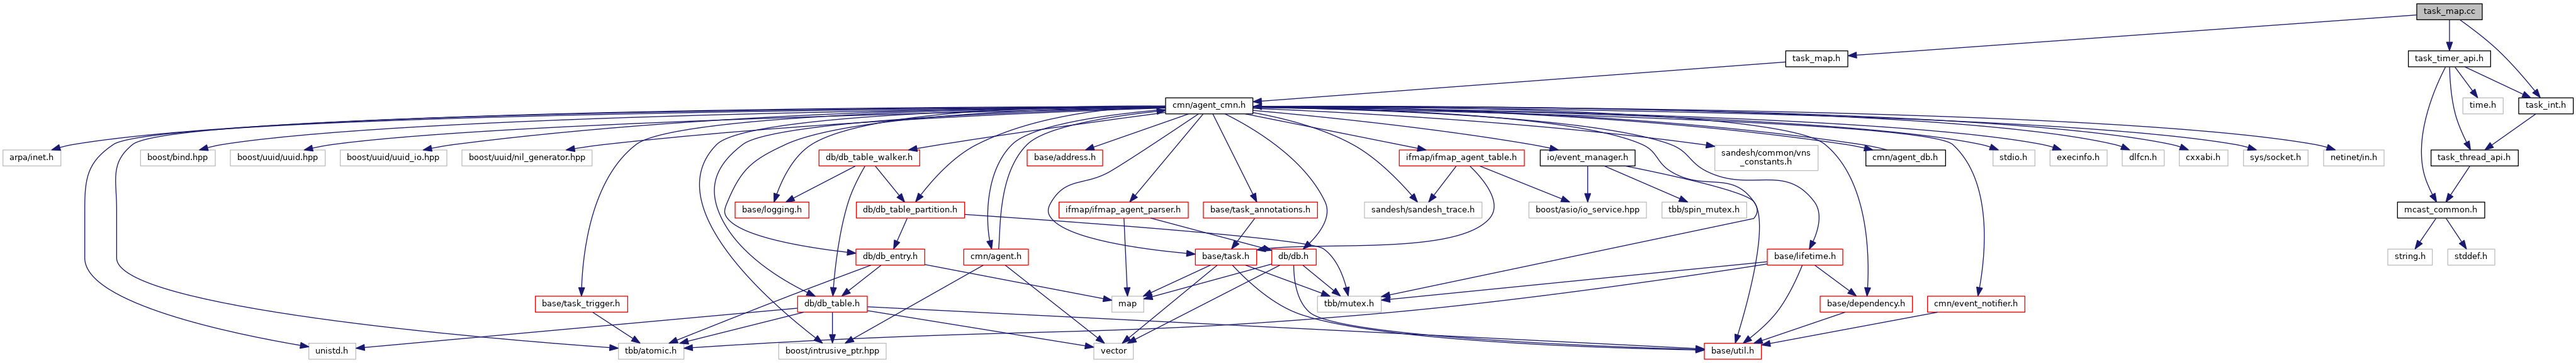 task_map.cc
task_map.h
task_timer_api.h
cmn/agent_cmn.h
time.h
task_int.h
arpa/inet.h
boost/bind.hpp
boost/uuid/uuid.hpp
boost/uuid/uuid_io.hpp
boost/uuid/nil_generator.hpp
db/db_table_walker.h
base/address.h
ifmap/ifmap_agent_table.h
io/event_manager.h
sandesh/common/vns
_constants.h
cmn/agent_db.h
stdio.h
execinfo.h
dlfcn.h
cxxabi.h
sys/socket.h
netinet/in.h
task_thread_api.h
base/logging.h
db/db_table_partition.h
ifmap/ifmap_agent_parser.h
base/task_annotations.h
sandesh/sandesh_trace.h
boost/asio/io_service.hpp
tbb/spin_mutex.h
mcast_common.h
db/db_entry.h
cmn/agent.h
base/task.h
db/db.h
base/lifetime.h
string.h
stddef.h
base/task_trigger.h
db/db_table.h
map
tbb/mutex.h
base/dependency.h
cmn/event_notifier.h
unistd.h
tbb/atomic.h
boost/intrusive_ptr.hpp
vector
base/util.h